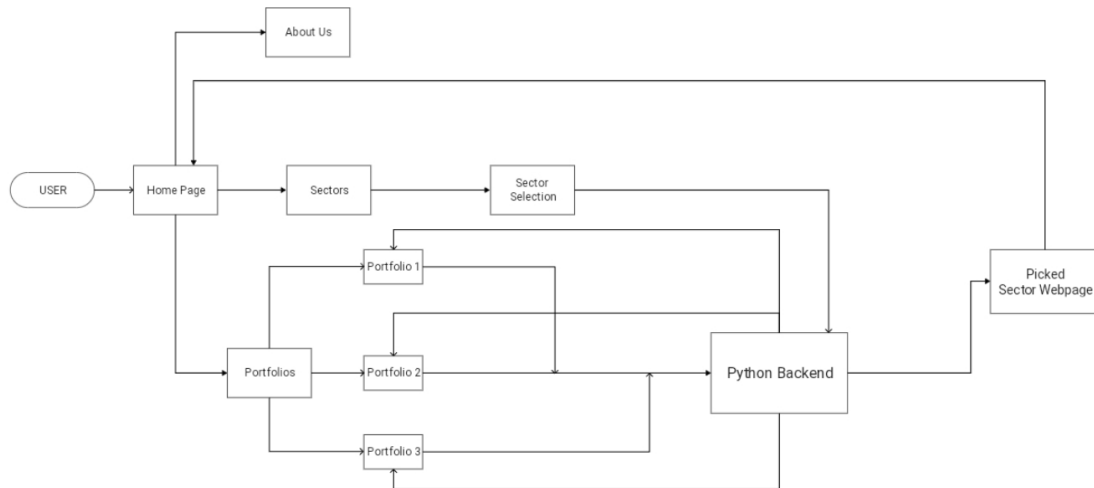 About Us
USER
Home Page
Sectors
Sector
Selection
Portfolio 1
Picked
Sector Webpage
Portfolios
Portfolio 2
Python Backend
Portfolio 3